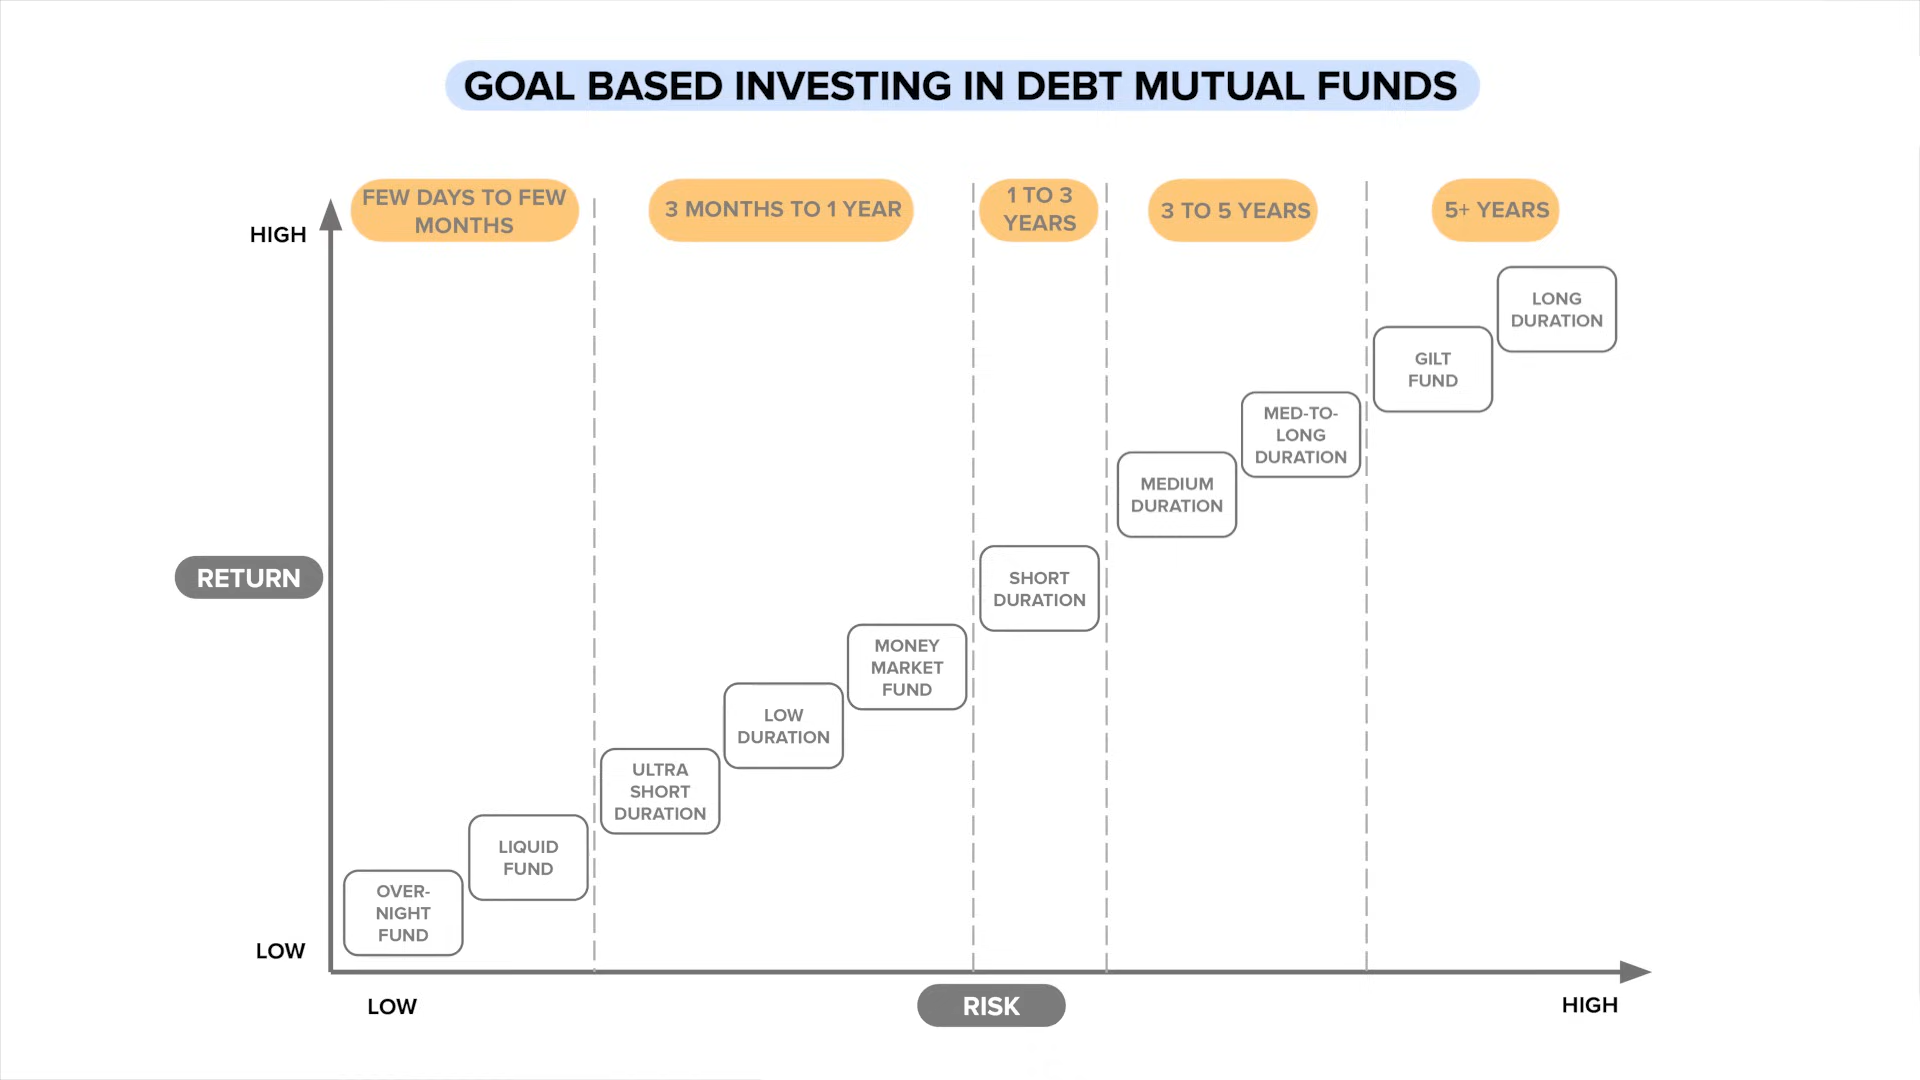 GOAL BASED INVESTING IN DEBT MUTUAL FUNDS
FEW DAYS TO FEW
MONTHS
3 MONTHS TO 1 YEAR
1 TO 3
YEARS
3 TO 5 YEARS
5+ YEARS
HIGH
LONG
DURATION
GILT
FUND
MED-TO-
LONG
DURATION
MEDIUM
DURATION
RETURN
SHORT
DURATION
MONEY
MARKET
FUND
LOW
DURATION
ULTRA
SHORT
DURATION
LIQUID
FUND
OVER-
NIGHT
FUND
LOW
LOW
RISK
HIGH